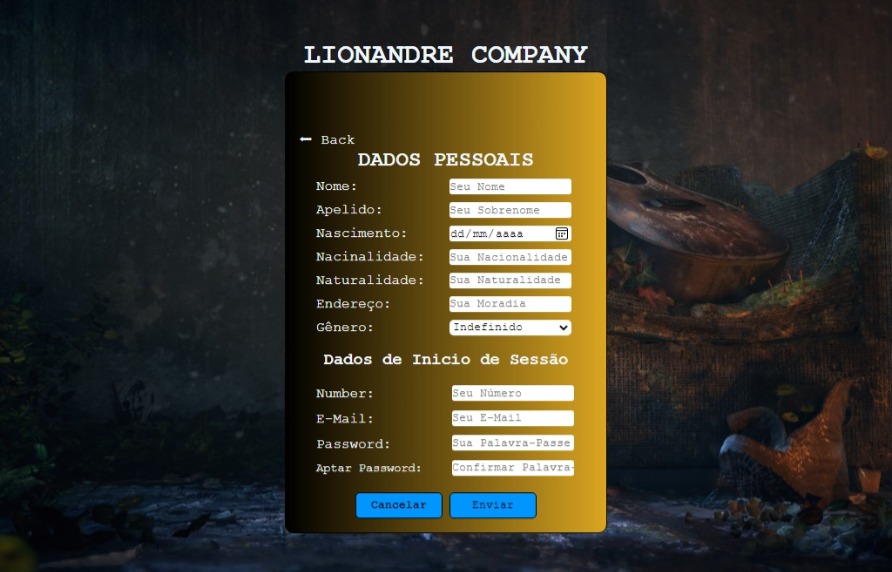 LIONANDRE COMPANY
Back
DADOS PESSOAIS
Nome: Seu Nome
Apelido: Seu Sobrenome
Nascimento: dd/mm/aaaa
Nacinalidade: Sua Nacionalidade
Naturalidade: Sua Naturalidade
Endereço: Sua Moradia
Gênero: Indefinido
Dados de Inicio de Sessão
Number: Seu Número
E-Mail: Seu E-Mail
Password: Sua Palavra-Passe
Aptar Password: Confirmar Palavra-
Cancelar Enviar